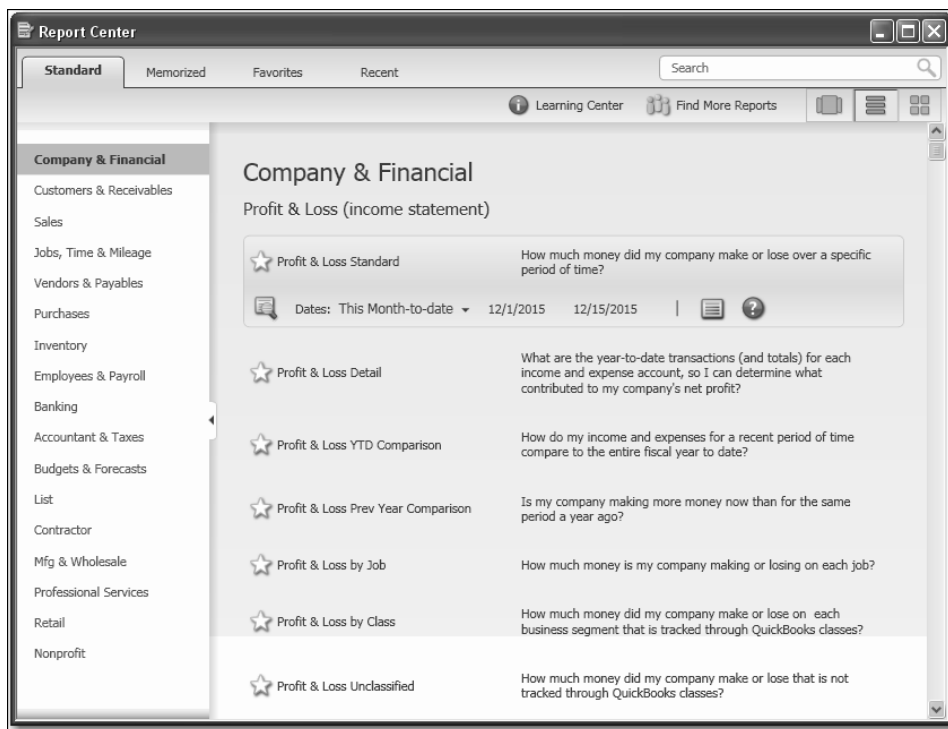 Report Center
Standard
Memorized
Favorites
Recent
Search
Learning Center
Find More Reports
Company & Financial
Customers & Receivables
Sales
Jobs, Time & Mileage
Vendors & Payables
Purchases
Inventory
Employees & Payroll
Banking
Accountant & Taxes
Budgets & Forecasts
List
Contractor
Mfg & Wholesale
Professional Services
Retail
Nonprofit
Company & Financial
Profit & Loss (income statement)
Profit & Loss Standard
How much money did my company make or lose over a specific
period of time?
Dates: This Month-to-date 12/1/2015 12/15/2015
Profit & Loss Detail
What are the year-to-date transactions (and totals) for each
income and expense account, so I can determine what
contributed to my company's net profit?
Profit & Loss YTD Comparison
How do my income and expenses for a recent period of time
compare to the entire fiscal year to date?
Profit & Loss Prev Year Comparison
Is my company making more money now than for the same
period a year ago?
Profit & Loss by Job
How much money is my company making or losing on each job?
Profit & Loss by Class
How much money did my company make or lose on each
business segment that is tracked through QuickBooks classes?
Profit & Loss Unclassified
How much money did my company make or lose that is not
tracked through QuickBooks classes?